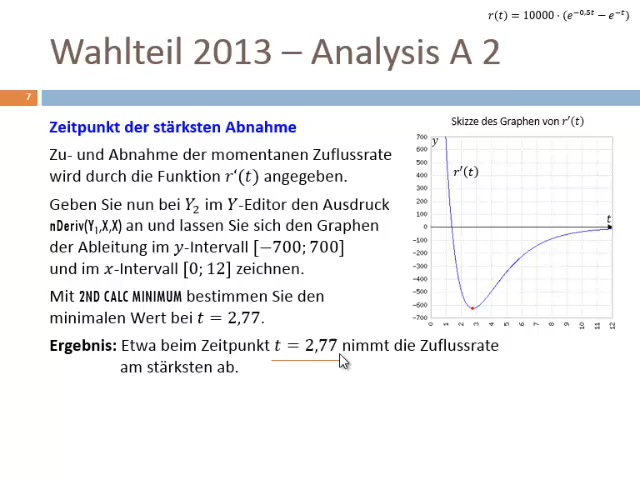 r(t) = 10000 · (e^−0,5t − e^−t)
Wahlteil 2013 – Analysis A 2
7
Zeitpunkt der stärksten Abnahme
Zu- und Abnahme der momentanen Zuflussrate
wird durch die Funktion r‘(t) angegeben.
Geben Sie nun bei Y₂ im Y-Editor den Ausdruck
nDeriv(Y₁,X,X) an und lassen Sie sich den Graphen
der Ableitung im y-Intervall [−700; 700]
und im x-Intervall [0; 12] zeichnen.
Mit 2ND CALC MINIMUM bestimmen Sie den
minimalen Wert bei t = 2,77.
Ergebnis: Etwa beim Zeitpunkt t = 2,77 nimmt die Zuflussrate
am stärksten ab.
Skizze des Graphen von r′(t)
y
r′(t)
t
700
600
500
400
300
200
100
0
−100
−200
−300
−400
−500
−600
−700
0 1 2 3 4 5 6 7 8 9 10 11 12